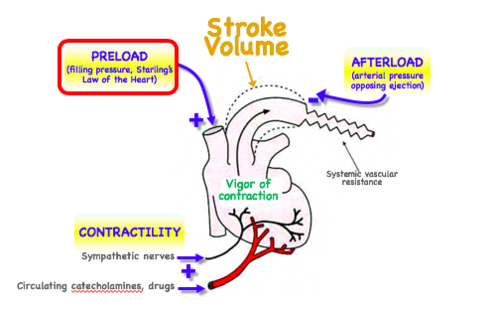 Stroke
Volume
PRELOAD
(filling pressure, Starling's
Law of the Heart)
AFTERLOAD
(arterial pressure
opposing ejection)
+
-
Systemic vascular
resistance
Vigor of
contraction
CONTRACTILITY
Sympathetic nerves
+
Circulating catecholamines, drugs